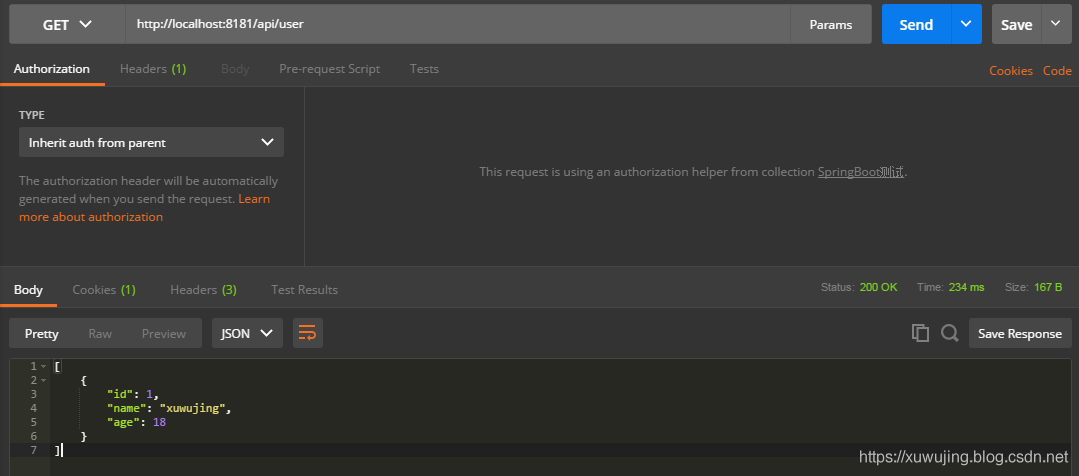 GET http://localhost:8181/api/user Params Send Save
Authorization Headers (1) Body Pre-request Script Tests Cookies Code
TYPE
Inherit auth from parent
The authorization header will be automatically
generated when you send the request. Learn
more about authorization
This request is using an authorization helper from collection SpringBoot测试.
Body Cookies (1) Headers (3) Test Results Status: 200 OK Time: 234 ms Size: 167 B
Pretty Raw Preview JSON Save Response
1 [
2 {
3 "id": 1,
4 "name": "xuwujing",
5 "age": 18
6 }
7 ]
https://xuwujing.blog.csdn.net